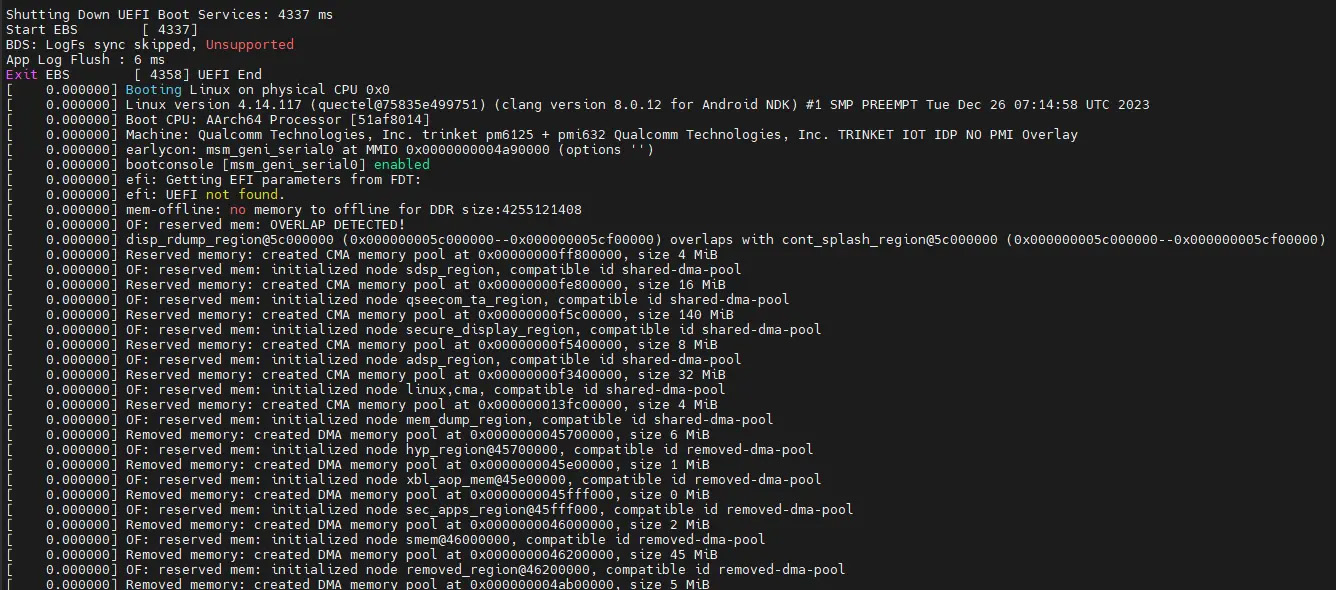 Shutting Down UEFI Boot Services: 4337 ms
Start EBS        [ 4337]
BDS: LogFs sync skipped, Unsupported
App Log Flush : 6 ms
Exit EBS        [ 4358] UEFI End
[    0.000000] Booting Linux on physical CPU 0x0
[    0.000000] Linux version 4.14.117 (quectel@75835e499751) (clang version 8.0.12 for Android NDK) #1 SMP PREEMPT Tue Dec 26 07:14:58 UTC 2023
[    0.000000] Boot CPU: AArch64 Processor [51af8014]
[    0.000000] Machine: Qualcomm Technologies, Inc. trinket pm6125 + pmi632 Qualcomm Technologies, Inc. TRINKET IOT IDP NO PMI Overlay
[    0.000000] earlycon: msm_geni_serial0 at MMIO 0x0000000004a90000 (options '')
[    0.000000] bootconsole [msm_geni_serial0] enabled
[    0.000000] efi: Getting EFI parameters from FDT:
[    0.000000] efi: UEFI not found.
[    0.000000] mem-offline: no memory to offline for DDR size:4255121408
[    0.000000] OF: reserved mem: OVERLAP DETECTED!
[    0.000000] disp_rdump_region@5c000000 (0x000000005c000000--0x000000005cf00000) overlaps with cont_splash_region@5c000000 (0x000000005c000000--0x000000005cf00000)
[    0.000000] Reserved memory: created CMA memory pool at 0x00000000ff800000, size 4 MiB
[    0.000000] OF: reserved mem: initialized node sdsp_region, compatible id shared-dma-pool
[    0.000000] Reserved memory: created CMA memory pool at 0x00000000fe800000, size 16 MiB
[    0.000000] OF: reserved mem: initialized node qseecom_ta_region, compatible id shared-dma-pool
[    0.000000] Reserved memory: created CMA memory pool at 0x00000000f5c00000, size 140 MiB
[    0.000000] OF: reserved mem: initialized node secure_display_region, compatible id shared-dma-pool
[    0.000000] Reserved memory: created CMA memory pool at 0x00000000f5400000, size 8 MiB
[    0.000000] OF: reserved mem: initialized node adsp_region, compatible id shared-dma-pool
[    0.000000] Reserved memory: created CMA memory pool at 0x00000000f3400000, size 32 MiB
[    0.000000] OF: reserved mem: initialized node linux,cma, compatible id shared-dma-pool
[    0.000000] Reserved memory: created CMA memory pool at 0x000000013fc00000, size 4 MiB
[    0.000000] OF: reserved mem: initialized node mem_dump_region, compatible id shared-dma-pool
[    0.000000] Removed memory: created DMA memory pool at 0x0000000045700000, size 6 MiB
[    0.000000] OF: reserved mem: initialized node hyp_region@45700000, compatible id removed-dma-pool
[    0.000000] Removed memory: created DMA memory pool at 0x0000000045e00000, size 1 MiB
[    0.000000] OF: reserved mem: initialized node xbl_aop_mem@45e00000, compatible id removed-dma-pool
[    0.000000] Removed memory: created DMA memory pool at 0x0000000045fff000, size 0 MiB
[    0.000000] OF: reserved mem: initialized node sec_apps_region@45fff000, compatible id removed-dma-pool
[    0.000000] Removed memory: created DMA memory pool at 0x0000000046000000, size 2 MiB
[    0.000000] OF: reserved mem: initialized node smem@46000000, compatible id removed-dma-pool
[    0.000000] Removed memory: created DMA memory pool at 0x0000000046200000, size 45 MiB
[    0.000000] OF: reserved mem: initialized node removed_region@46200000, compatible id removed-dma-pool
[    0.000000] Removed memory: created DMA memory pool at 0x000000004ab00000, size 5 MiB